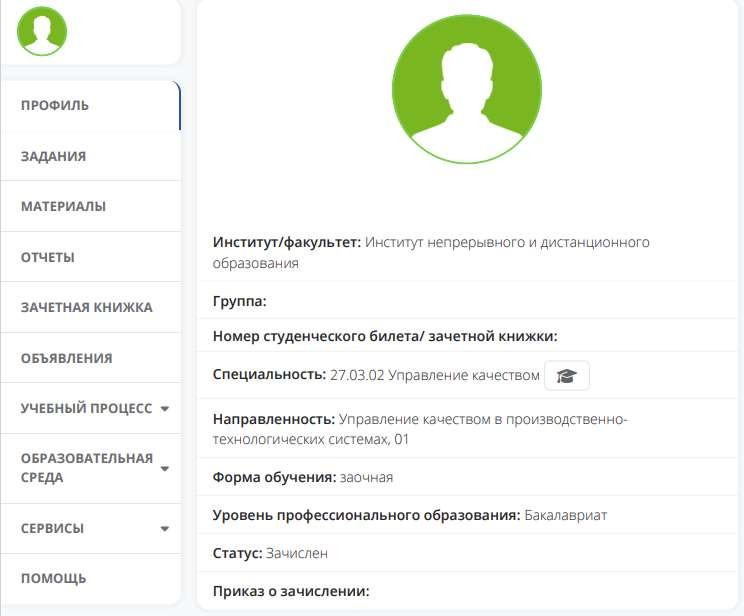 ПРОФИЛЬ
ЗАДАНИЯ
МАТЕРИАЛЫ
ОТЧЕТЫ
ЗАЧЕТНАЯ КНИЖКА
ОБЪЯВЛЕНИЯ
УЧЕБНЫЙ ПРОЦЕСС
ОБРАЗОВАТЕЛЬНАЯ
СРЕДА
СЕРВИСЫ
ПОМОЩЬ
Институт/факультет: Институт непрерывного и дистанционного
образования
Группа:
Номер студенческого билета/ зачетной книжки:
Специальность: 27.03.02 Управление качеством
Направленность: Управление качеством в производственно-
технологических системах, 01
Форма обучения: заочная
Уровень профессионального образования: Бакалавриат
Статус: Зачислен
Приказ о зачислении: